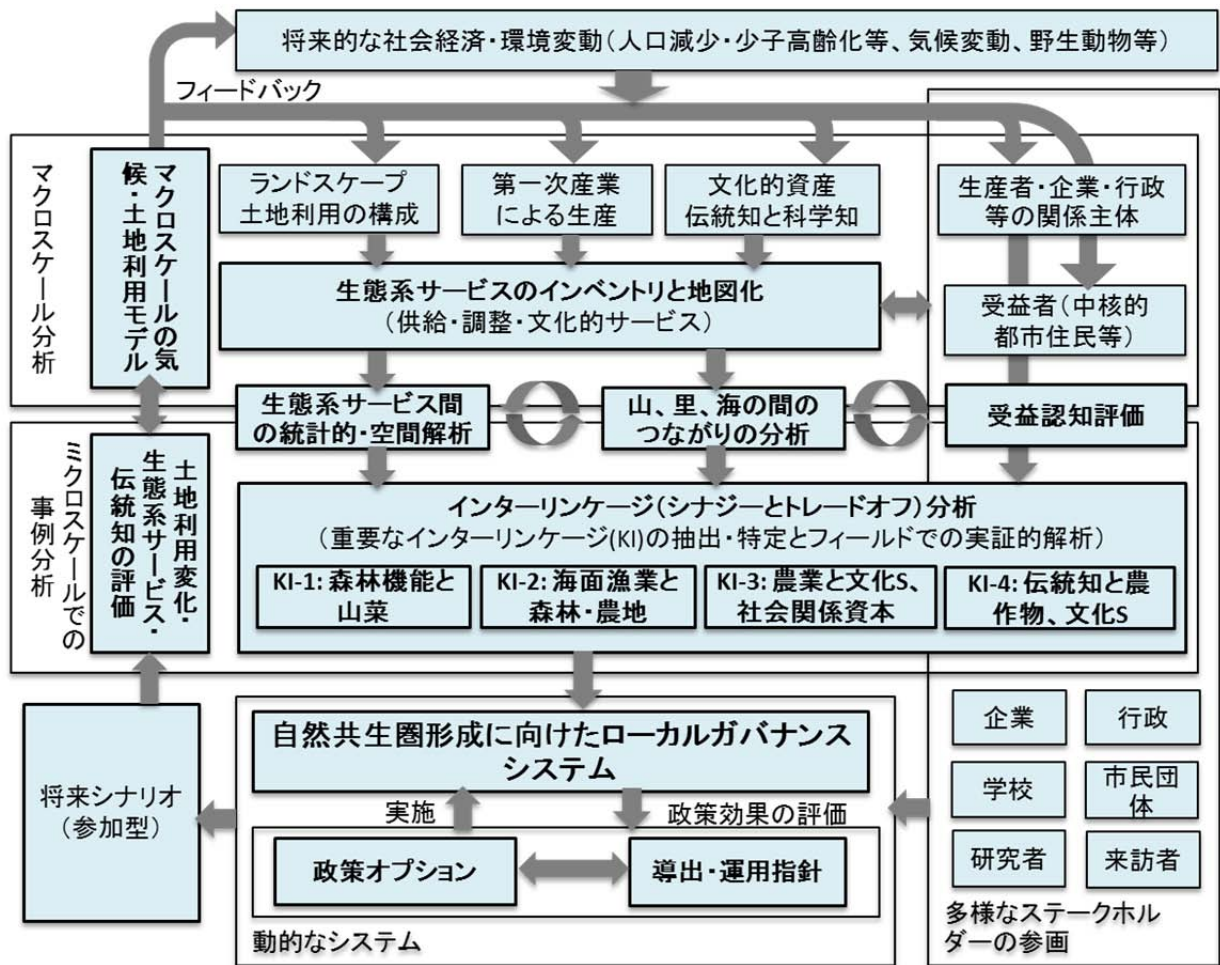 将来的な社会経済・環境変動(人口減少・少子高齢化等、気候変動、野生動物等)
フィードバック
マクロスケール分析
マクロスケールの気
候・土地利用モデル
ランドスケープ
土地利用の構成
第一次産業
による生産
文化的資産
伝統知と科学知
生産者・企業・行政
等の関係主体
生態系サービスのインベントリと地図化
(供給・調整・文化的サービス)
受益者(中核的
都市住民等)
生態系サービス間
の統計的・空間解析
山、里、海の間の
つながりの分析
受益認知評価
ミクロスケールでの
事例分析
土地利用変化・
生態系サービス・
伝統知の評価
インターリンケージ(シナジーとトレードオフ)分析
(重要なインターリンケージ(KI)の抽出・特定とフィールドでの実証的解析)
KI-1: 森林機能と
山菜
KI-2: 海面漁業と
森林・農地
KI-3: 農業と文化S、
社会関係資本
KI-4: 伝統知と農
作物、文化S
将来シナリオ
(参加型)
自然共生圏形成に向けたローカルガバナンス
システム
実施
政策効果の評価
政策オプション
導出・運用指針
動的なシステム
企業
行政
学校
市民団
体
研究者
来訪者
多様なステークホル
ダーの参画